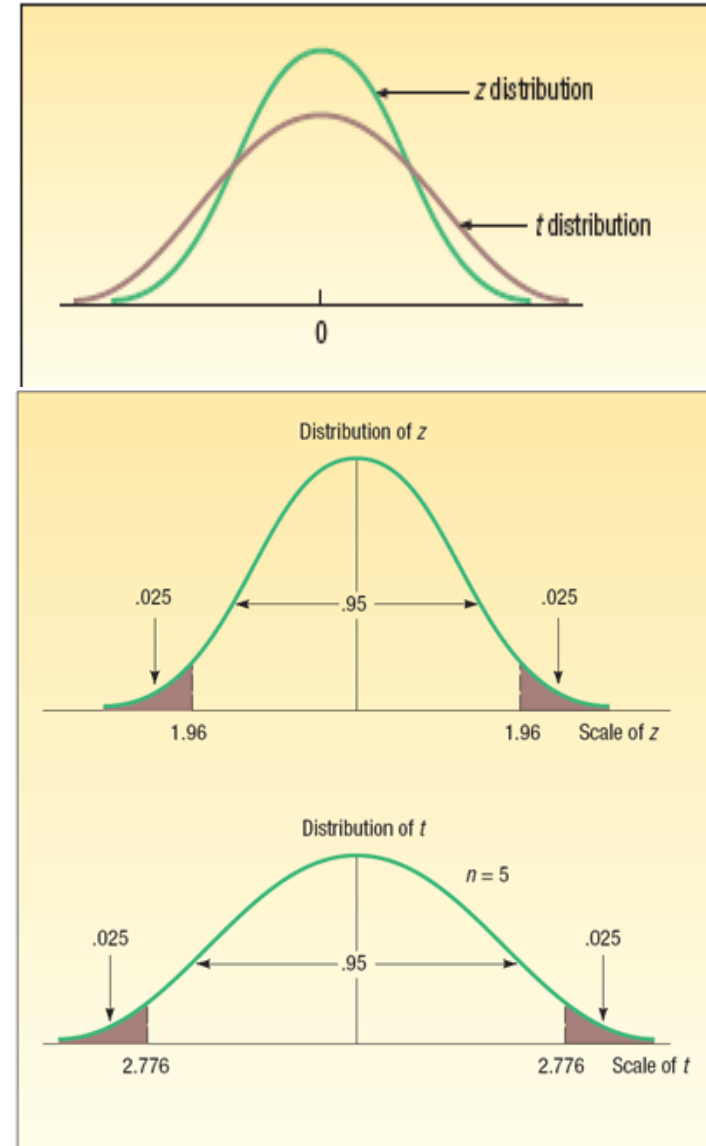 z distribution
t distribution
0
Distribution of z
.025
.95
.025
1.96
1.96
Scale of z
Distribution of t
n = 5
.025
.95
.025
2.776
2.776
Scale of t